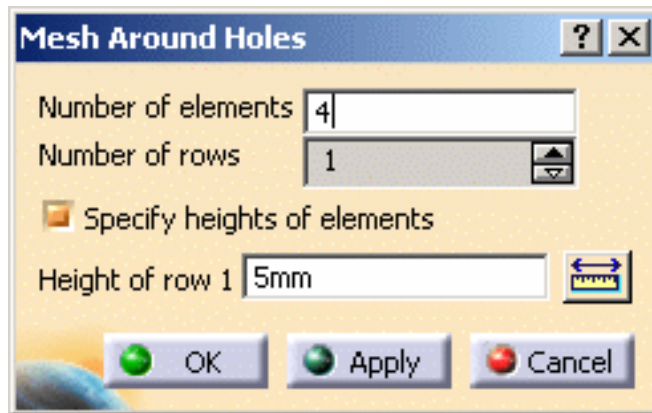 Mesh Around Holes ? X
Number of elements 4
Number of rows 1
Specify heights of elements
Height of row 1 5mm
OK Apply Cancel